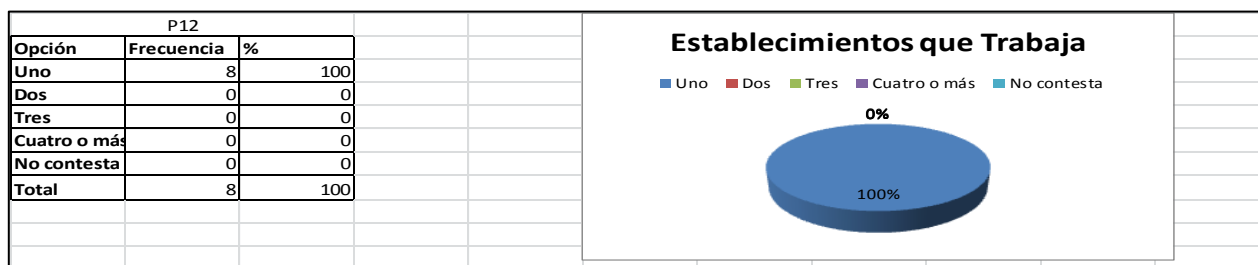 P12
Opción Frecuencia %
Uno 8 100
Dos 0 0
Tres 0 0
Cuatro o más 0 0
No contesta 0 0
Total 8 100
Establecimientos que Trabaja
Uno Dos Tres Cuatro o más No contesta
0%
100%